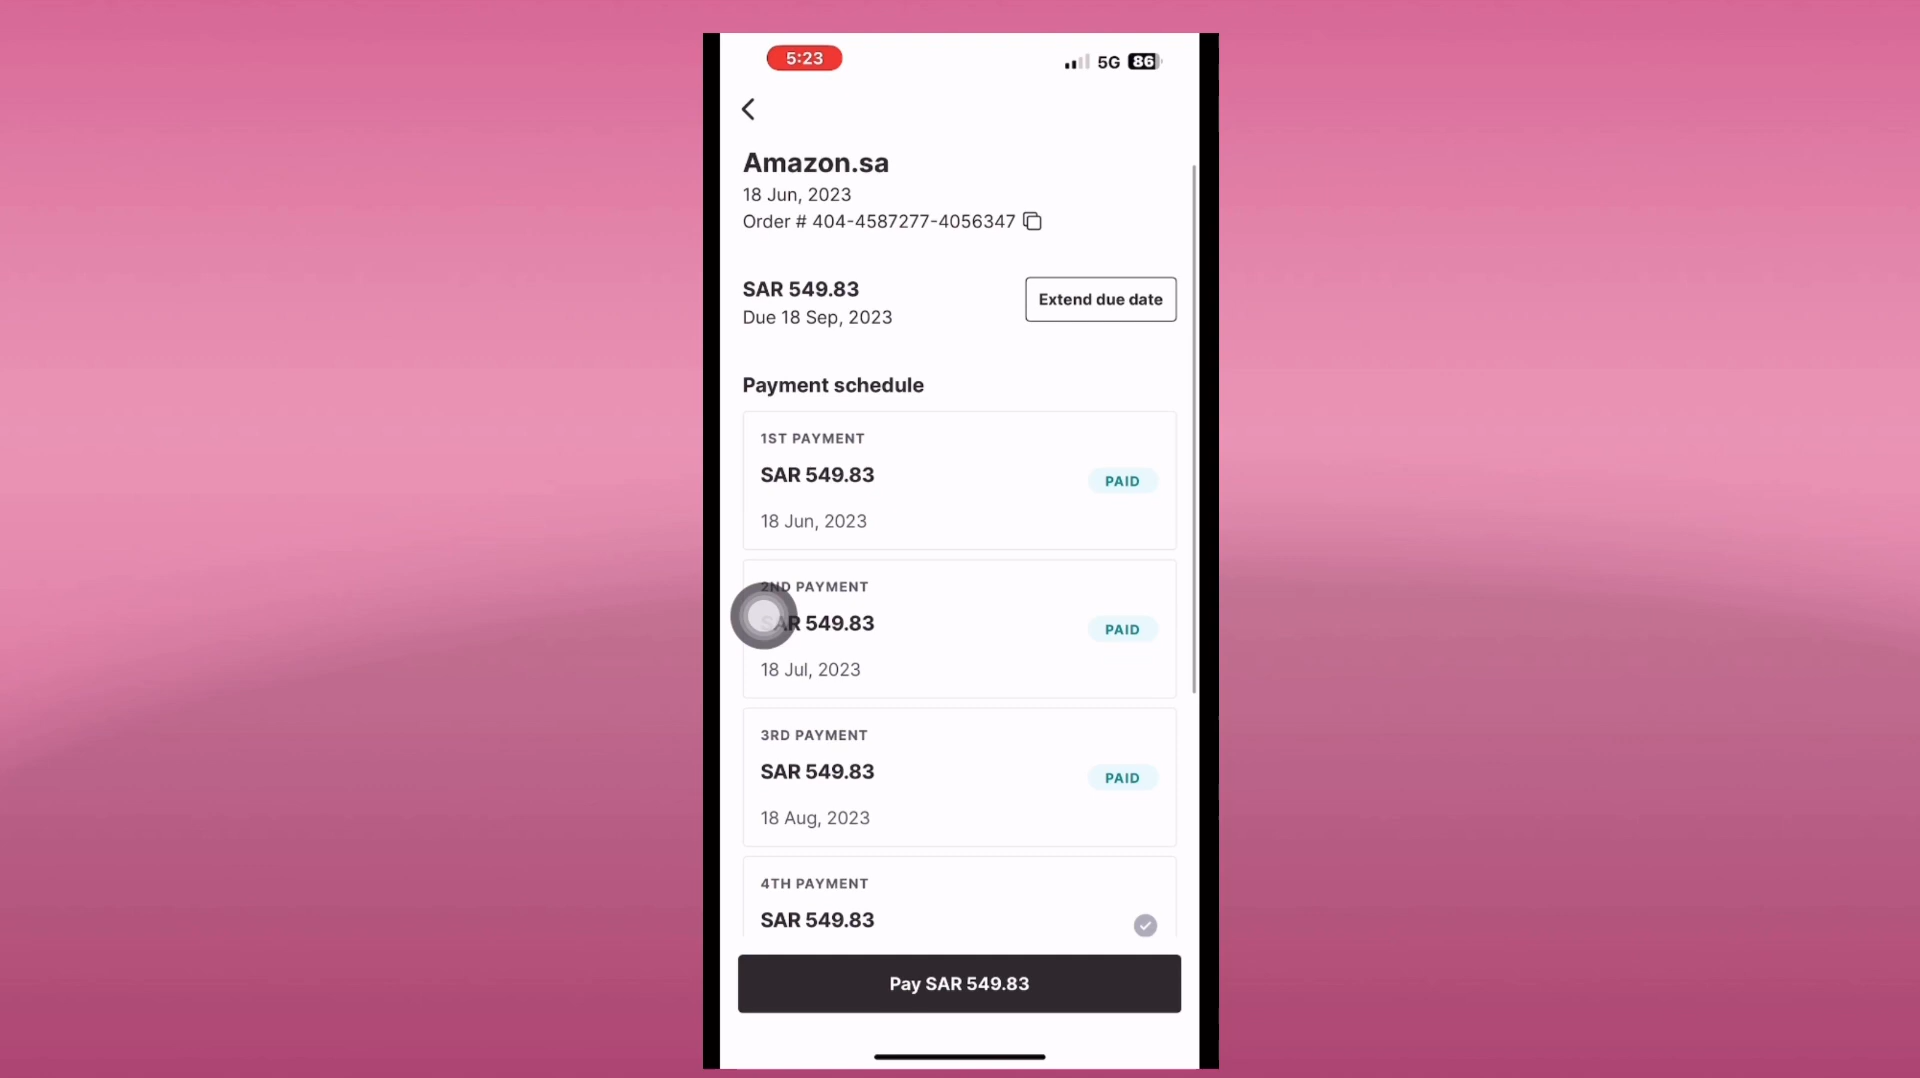 5:23
5G 86
Amazon.sa
18 Jun, 2023
Order # 404-4587277-4056347
SAR 549.83
Due 18 Sep, 2023
Extend due date
Payment schedule
1ST PAYMENT
SAR 549.83
PAID
18 Jun, 2023
2ND PAYMENT
SAR 549.83
PAID
18 Jul, 2023
3RD PAYMENT
SAR 549.83
PAID
18 Aug, 2023
4TH PAYMENT
SAR 549.83
Pay SAR 549.83